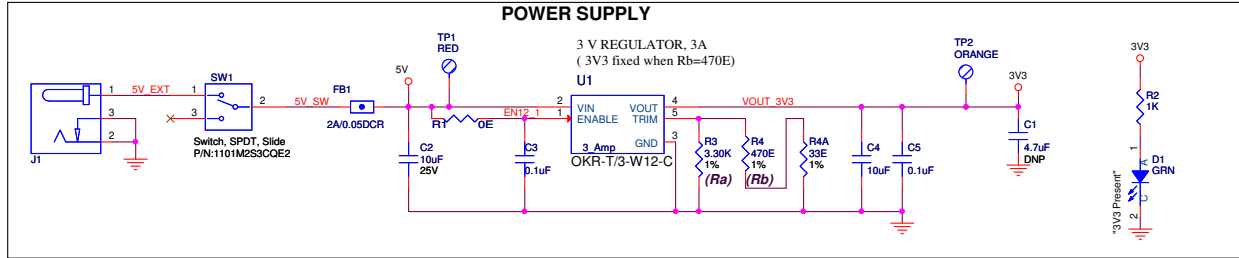 POWER SUPPLY
TP1
RED
3 V REGULATOR, 3A
( 3V3 fixed when Rb=470E)
TP2
ORANGE
3V3
5V
U1
3V3
SW1
FB1
5V_EXT
5V_SW
1
1
2
3
2
3
J1
Switch, SPDT, Slide
P/N:1101M2S3CQE2
2A/0.05DCR
R1
0E
EN12_1
2
1
VIN
ENABLE
VOUT
TRIM
GND
4
5
3
3_Amp
OKR-T/3-W12-C
VOUT_3V3
C2
10uF
25V
C3
0.1uF
R3
3.30K
1%
(Ra)
R4
470E
1%
(Rb)
R4A
33E
1%
C4
10uF
C5
0.1uF
C1
4.7uF
DNP
R2
1K
1
A
D1
GRN
C
2
"3V3 Present"